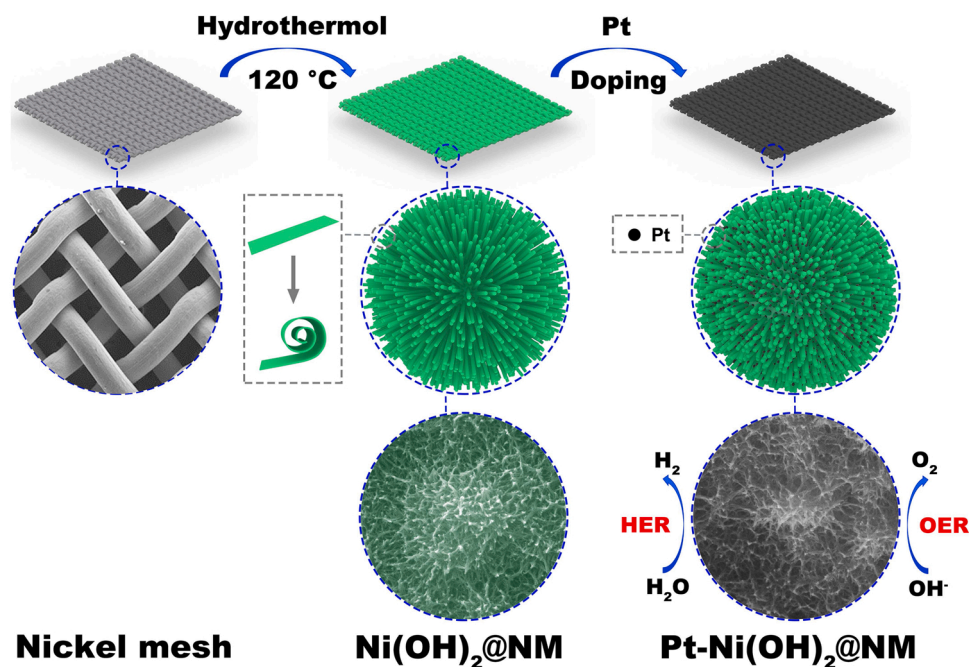 Hydrothermol
120 °C
Pt
Doping
Pt
H₂
HER
H₂O
O₂
OER
OH⁻
Nickel mesh
Ni(OH)₂@NM
Pt-Ni(OH)₂@NM